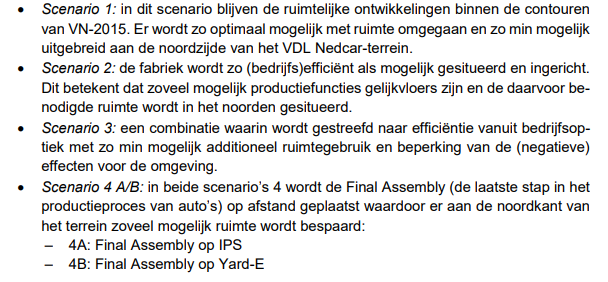 • Scenario 1: in dit scenario blijven de ruimtelijke ontwikkelingen binnen de contouren
van VN-2015. Er wordt zo optimaal mogelijk met ruimte omgegaan en zo min mogelijk
uitgebreid aan de noordzijde van het VDL Nedcar-terrein.
• Scenario 2: de fabriek wordt zo (bedrijfs)efficiënt als mogelijk gesitueerd en ingericht.
Dit betekent dat zoveel mogelijk productiefuncties gelijkvloers zijn en de daarvoor be-
nodigde ruimte wordt in het noorden gesitueerd.
• Scenario 3: een combinatie waarin wordt gestreefd naar efficiëntie vanuit bedrijfsop-
tiek met zo min mogelijk additioneel ruimtegebruik en beperking van de (negatieve)
effecten voor de omgeving.
• Scenario 4 A/B: in beide scenario’s 4 wordt de Final Assembly (de laatste stap in het
productieproces van auto’s) op afstand geplaatst waardoor er aan de noordkant van
het terrein zoveel mogelijk ruimte wordt bespaard:
– 4A: Final Assembly op IPS
– 4B: Final Assembly op Yard-E